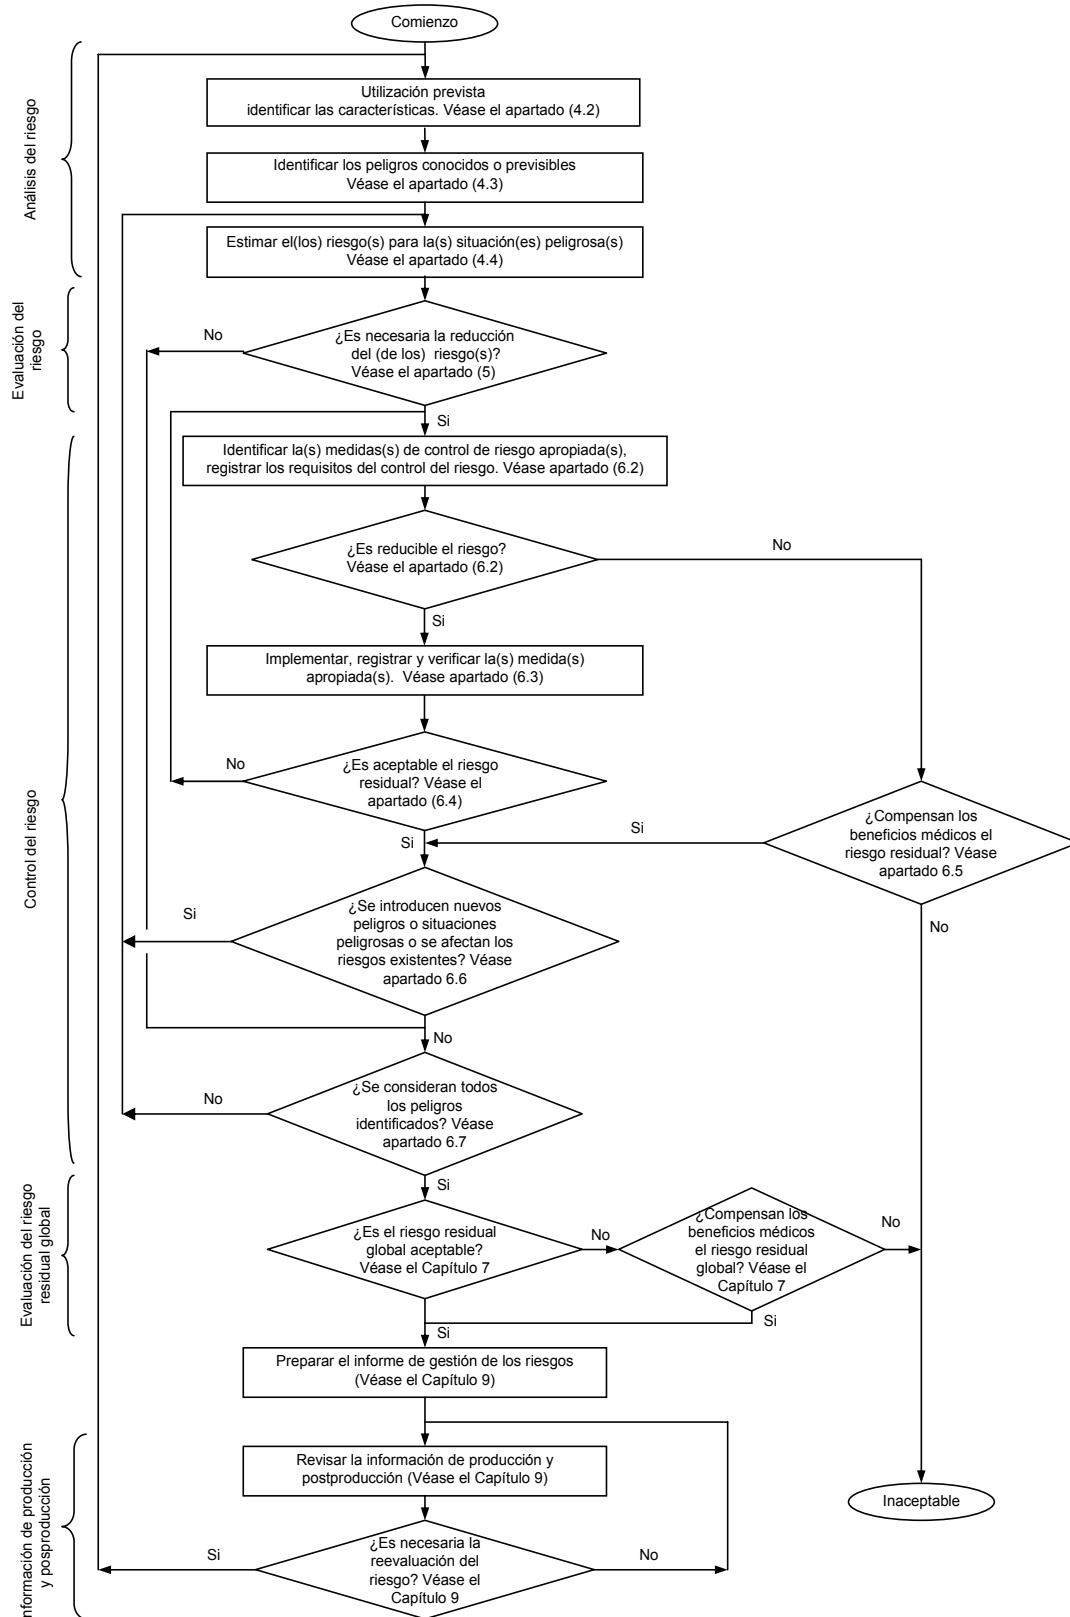 Comienzo
Análisis del riesgo
Utilización prevista
identificar las características. Véase el apartado (4.2)
Identificar los peligros conocidos o previsibles
Véase el apartado (4.3)
Estimar el(los) riesgo(s) para la(s) situación(es) peligrosa(s)
Véase el apartado (4.4)
Evaluación del
riesgo
No
¿Es necesaria la reducción
del (de los) riesgo(s)?
Véase el apartado (5)
Si
Control del riesgo
Identificar la(s) medidas(s) de control de riesgo apropiada(s),
registrar los requisitos del control del riesgo. Véase apartado (6.2)
¿Es reducible el riesgo?
Véase el apartado (6.2)
No
Si
Implementar, registrar y verificar la(s) medida(s)
apropiada(s). Véase apartado (6.3)
No
¿Es aceptable el riesgo
residual? Véase el
apartado (6.4)
Si
Si
¿Compensan los
beneficios médicos el
riesgo residual? Véase
apartado 6.5
No
Si
¿Se introducen nuevos
peligros o situaciones
peligrosas o se afectan los
riesgos existentes? Véase
apartado 6.6
No
No
¿Se consideran todos
los peligros
identificados? Véase
apartado 6.7
Si
Evaluación del riesgo
residual global
¿Es el riesgo residual
global aceptable?
Véase el Capítulo 7
No
¿Compensan los
beneficios médicos
el riesgo residual
global? Véase el
Capítulo 7
No
Si
Si
Preparar el informe de gestión de los riesgos
(Véase el Capítulo 9)
Información de producción
y posproducción
Revisar la información de producción y
postproducción (Véase el Capítulo 9)
Inaceptable
Si
¿Es necesaria la
reevaluación del
riesgo? Véase el
Capítulo 9
No